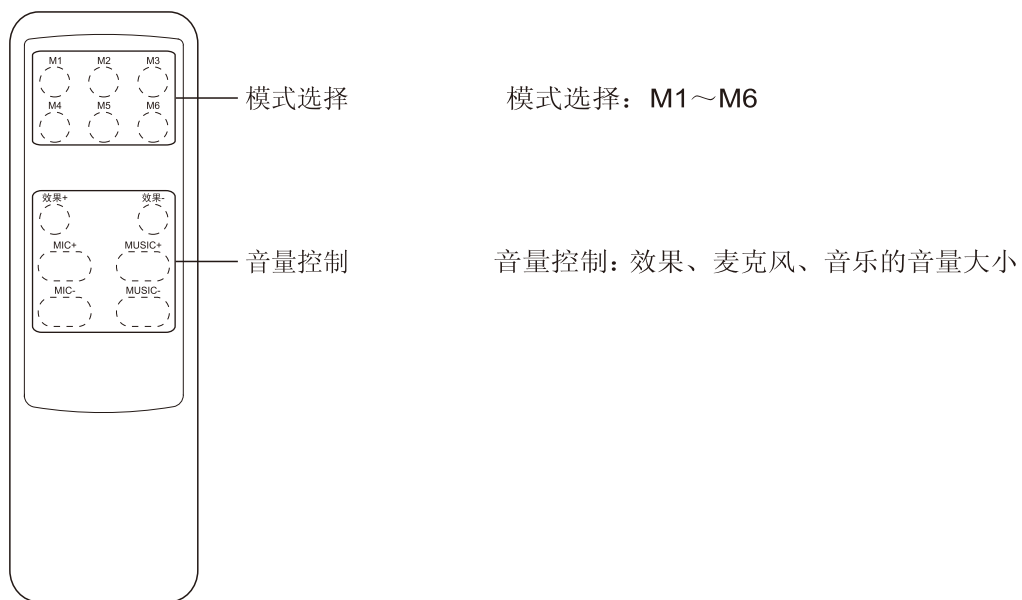 M1 M2 M3
M4 M5 M6
模式选择
模式选择：M1～M6
效果+ 效果-
MIC+ MUSIC+
MIC- MUSIC-
音量控制
音量控制：效果、麦克风、音乐的音量大小